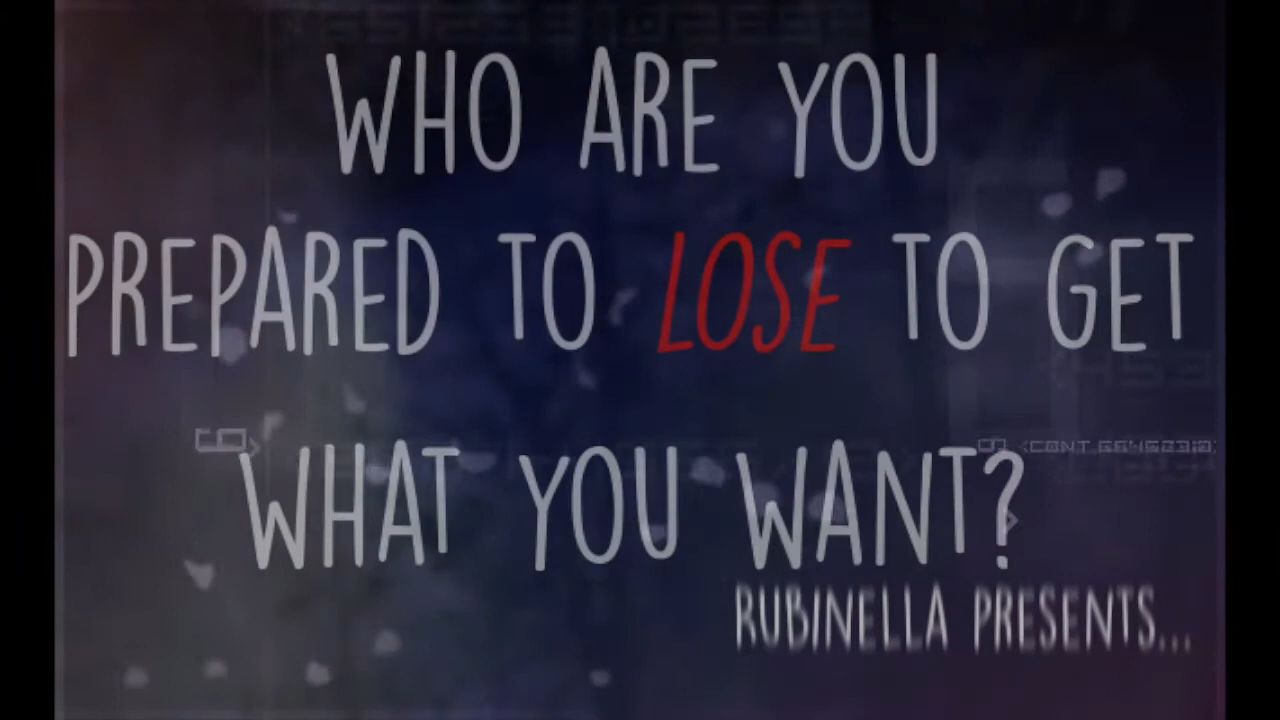 WHO ARE YOU
PREPARED TO LOSE TO GET
WHAT YOU WANT?
RUBINELLA PRESENTS...